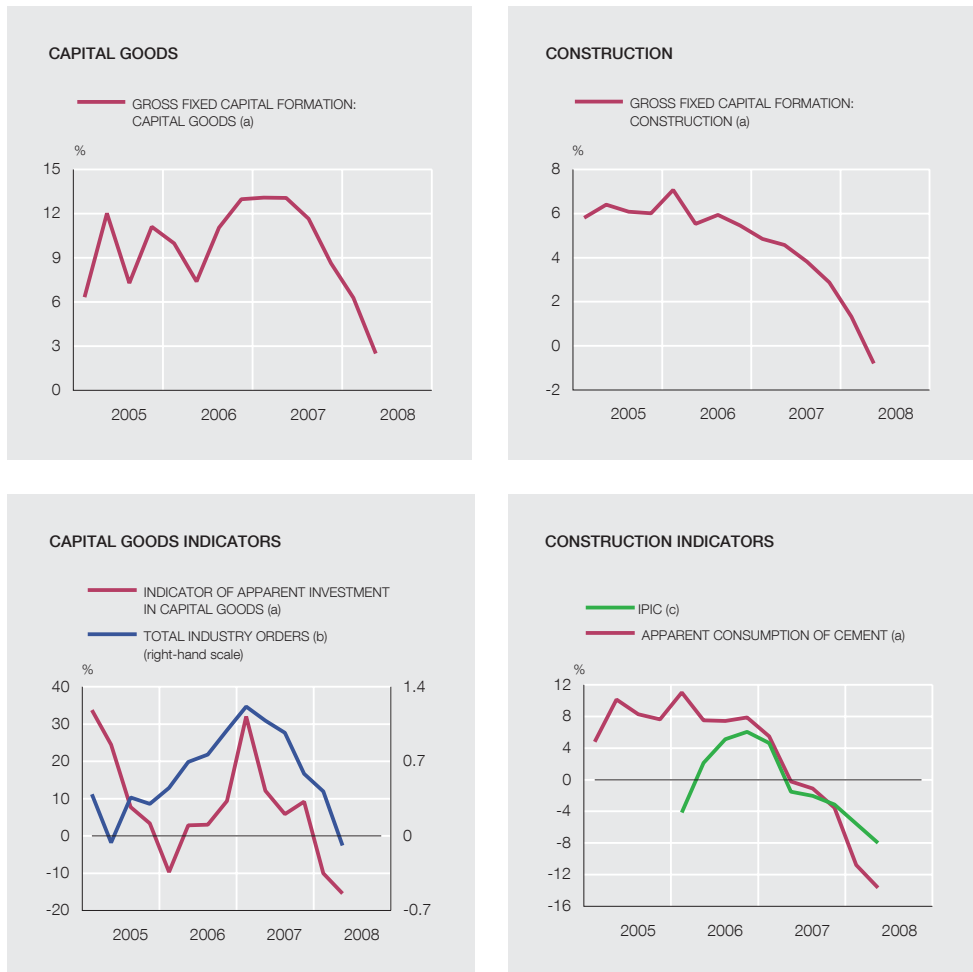 CAPITAL GOODS
GROSS FIXED CAPITAL FORMATION:
CAPITAL GOODS (a)
%
15
12
9
6
3
0
2005 2006 2007 2008
CONSTRUCTION
GROSS FIXED CAPITAL FORMATION:
CONSTRUCTION (a)
%
8
6
4
2
0
-2
2005 2006 2007 2008
CAPITAL GOODS INDICATORS
INDICATOR OF APPARENT INVESTMENT
IN CAPITAL GOODS (a)
TOTAL INDUSTRY ORDERS (b)
(right-hand scale)
%
40 1.4
30
20 0.7
10
0 0
-10
-20 -0.7
2005 2006 2007 2008
CONSTRUCTION INDICATORS
IPIC (c)
APPARENT CONSUMPTION OF CEMENT (a)
%
12
8
4
0
-4
-8
-12
-16
2005 2006 2007 2008